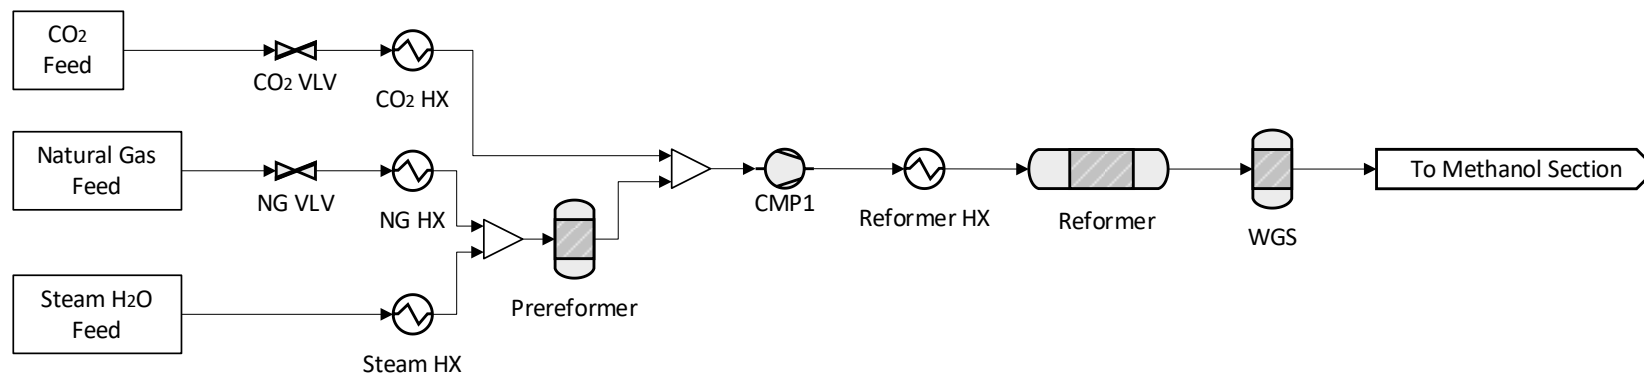 CO2
Feed
CO2 VLV
CO2 HX
Natural Gas
Feed
NG VLV
NG HX
Steam H2O
Feed
Steam HX
Prereformer
CMP1
Reformer HX
Reformer
WGS
To Methanol Section